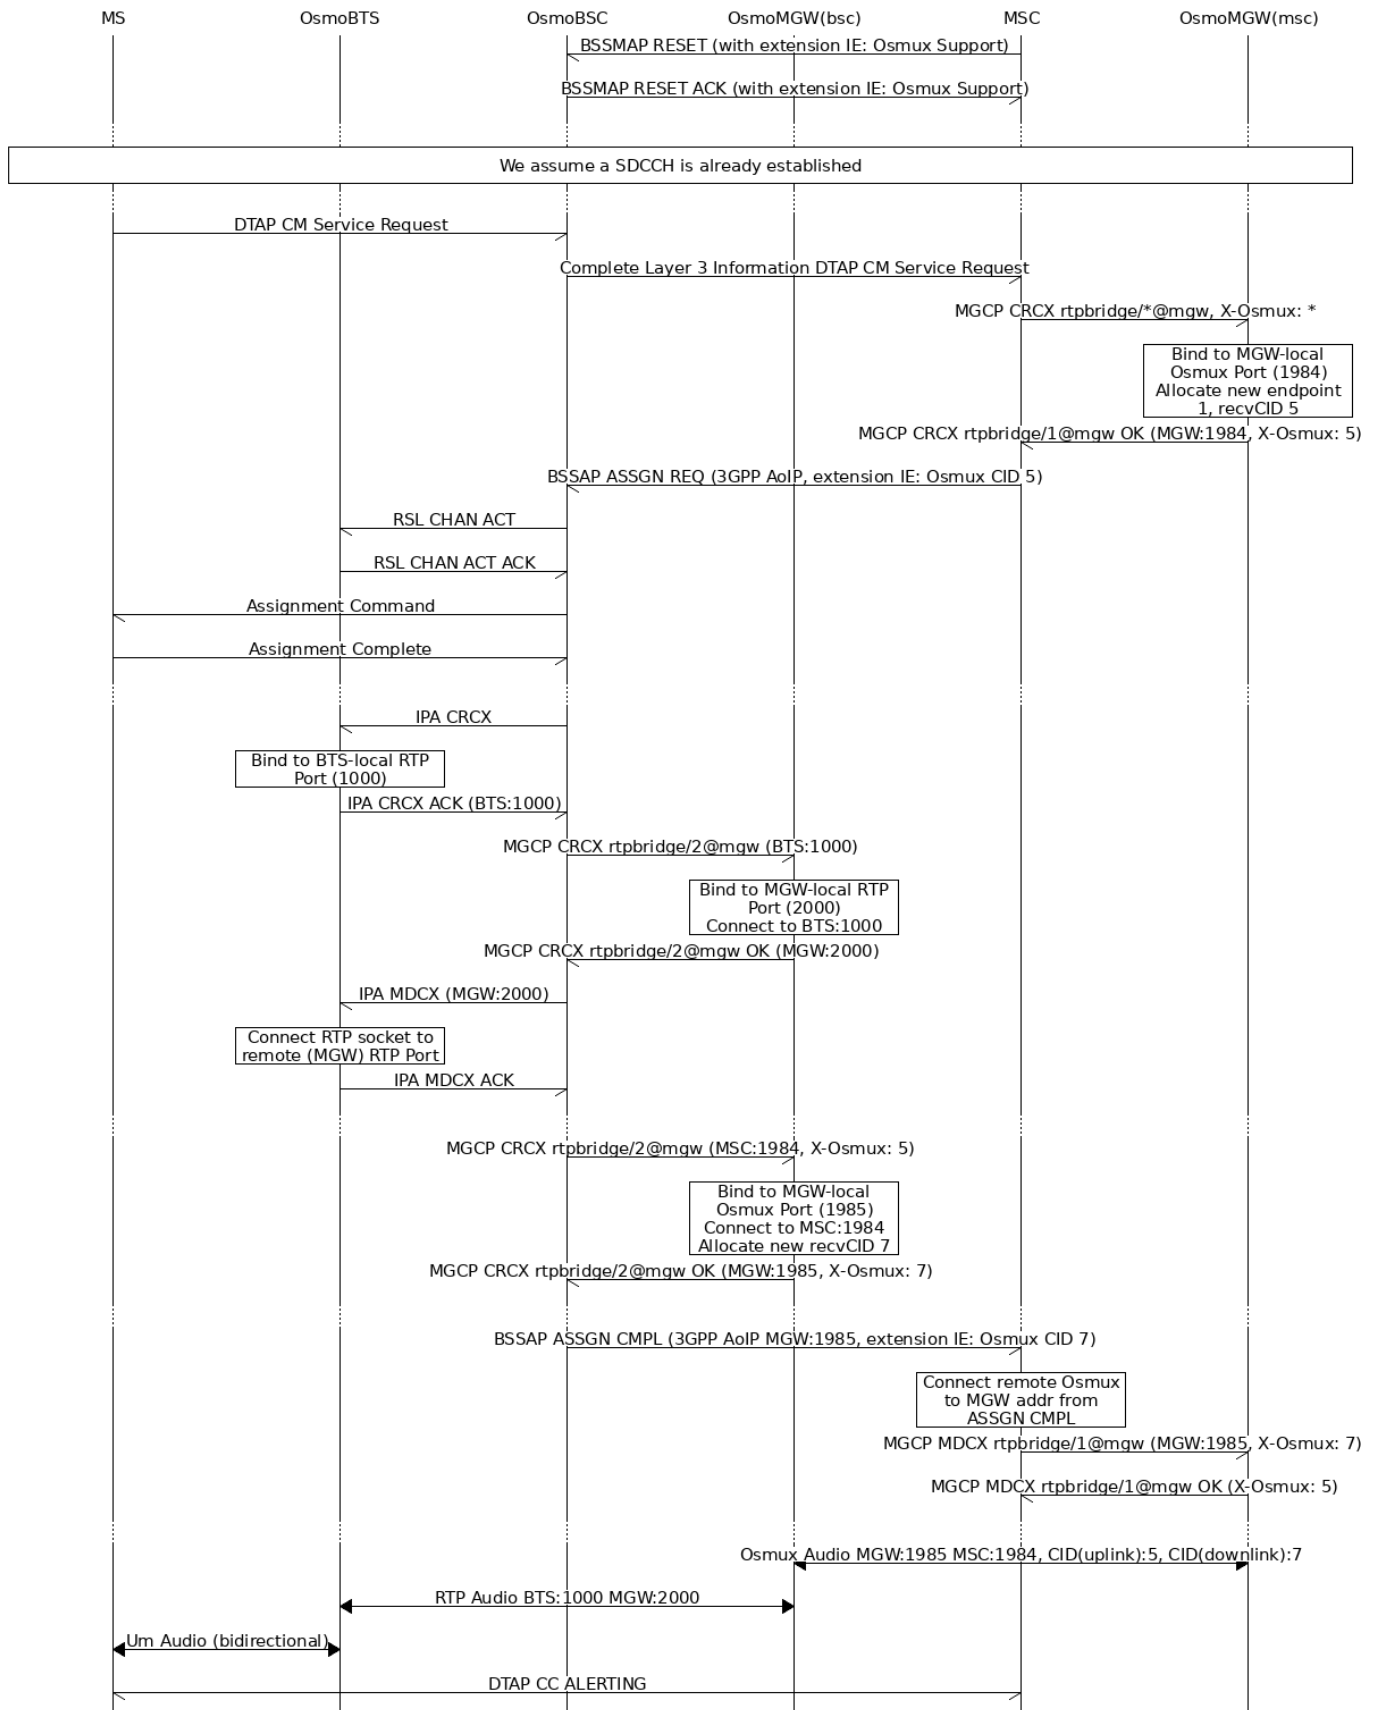 MS OsmoBTS OsmoBSC OsmoMGW(bsc) MSC OsmoMGW(msc)
BSSMAP RESET (with extension IE: Osmux Support)
BSSMAP RESET ACK (with extension IE: Osmux Support)
We assume a SDCCH is already established
DTAP CM Service Request
Complete Layer 3 Information DTAP CM Service Request
MGCP CRCX rtpbridge/*@mgw, X-Osmux: *
Bind to MGW-local
Osmux Port (1984)
Allocate new endpoint
1, recvCID 5
MGCP CRCX rtpbridge/1@mgw OK (MGW:1984, X-Osmux: 5)
BSSAP ASSGN REQ (3GPP AoIP, extension IE: Osmux CID 5)
RSL CHAN ACT
RSL CHAN ACT ACK
Assignment Command
Assignment Complete
IPA CRCX
Bind to BTS-local RTP
Port (1000)
IPA CRCX ACK (BTS:1000)
MGCP CRCX rtpbridge/2@mgw (BTS:1000)
Bind to MGW-local RTP
Port (2000)
Connect to BTS:1000
MGCP CRCX rtpbridge/2@mgw OK (MGW:2000)
IPA MDCX (MGW:2000)
Connect RTP socket to
remote (MGW) RTP Port
IPA MDCX ACK
MGCP CRCX rtpbridge/2@mgw (MSC:1984, X-Osmux: 5)
Bind to MGW-local
Osmux Port (1985)
Connect to MSC:1984
Allocate new recvCID 7
MGCP CRCX rtpbridge/2@mgw OK (MGW:1985, X-Osmux: 7)
BSSAP ASSGN CMPL (3GPP AoIP MGW:1985, extension IE: Osmux CID 7)
Connect remote Osmux
to MGW addr from
ASSGN CMPL
MGCP MDCX rtpbridge/1@mgw (MGW:1985, X-Osmux: 7)
MGCP MDCX rtpbridge/1@mgw OK (X-Osmux: 5)
Osmux Audio MGW:1985 MSC:1984, CID(uplink):5, CID(downlink):7
RTP Audio BTS:1000 MGW:2000
Um Audio (bidirectional)
DTAP CC ALERTING